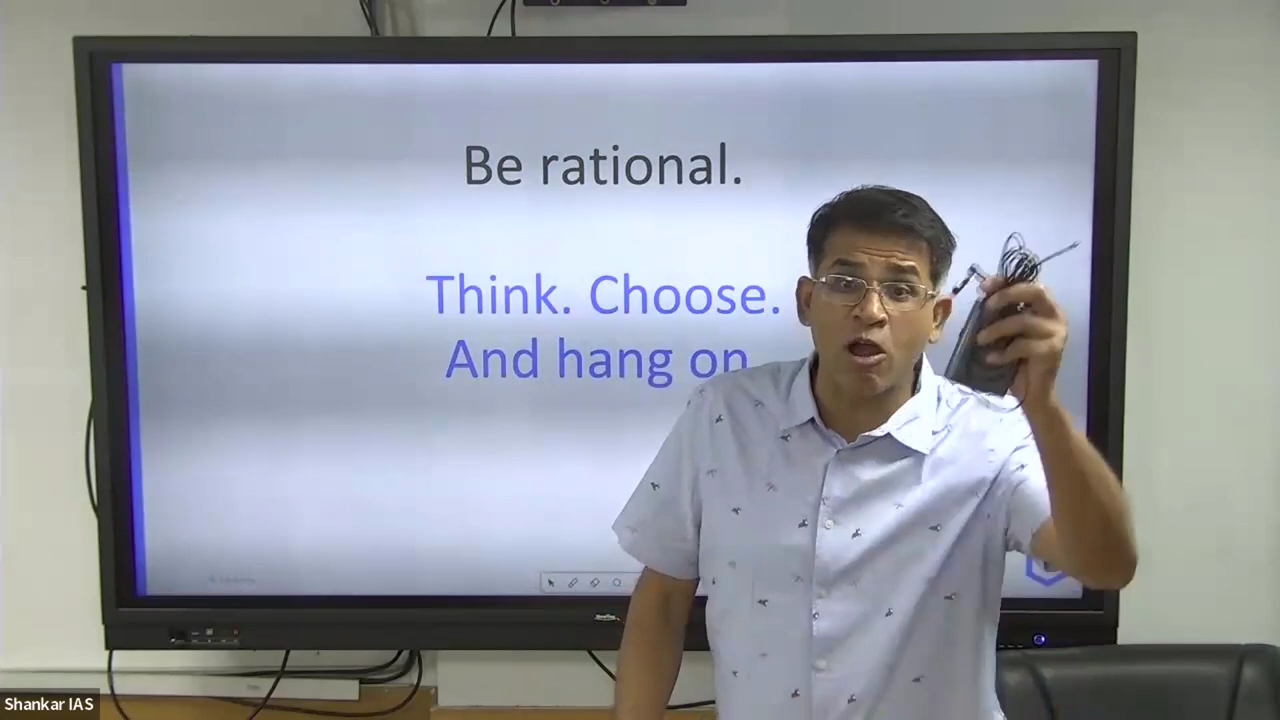 Be rational.
Think. Choose.
And hang on
Shankar IAS